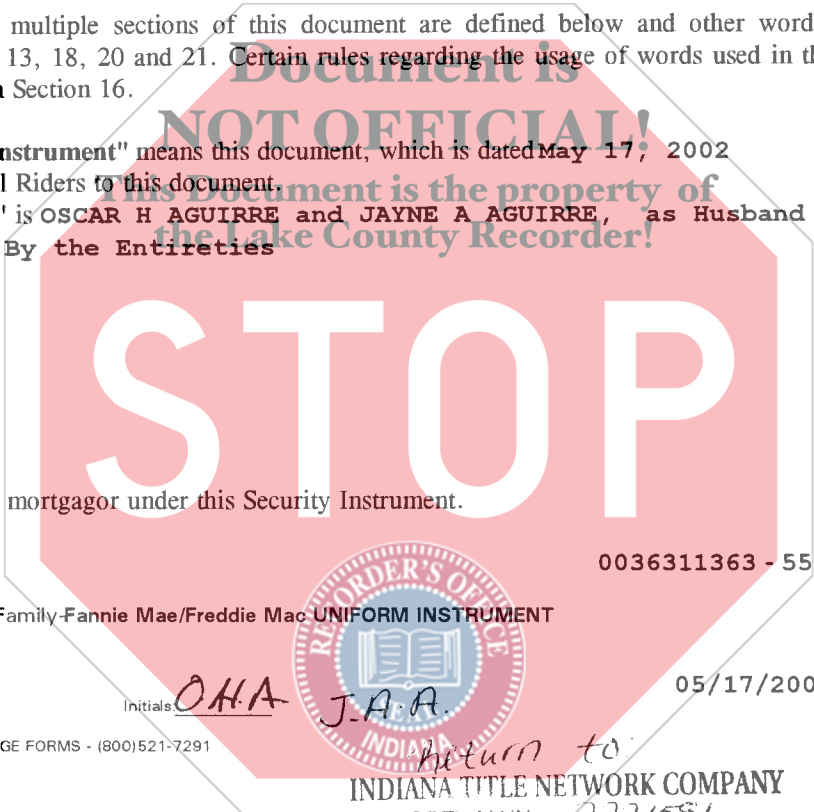 multiple sections of this document are defined below and other word
13, 18, 20 and 21. Certain rules regarding the usage of words used in th
Section 16.
Document is
NOT OFFICIAL!
This Document is the property of
the Lake County Recorder!
nstrument" means this document, which is dated May 17, 2002
l Riders to this document.
" is OSCAR H AGUIRRE and JAYNE A AGUIRRE, as Husband
By the Entireties
STOP
mortgagor under this Security Instrument.
0036311363 - 55
RECORDER'S OFFICE
Family-Fannie Mae/Freddie Mac UNIFORM INSTRUMENT
INDIANA
Initials: OHA J.A.A.
05/17/200
GE FORMS - (800)521-7291
Return to:
INDIANA TITLE NETWORK COMPANY